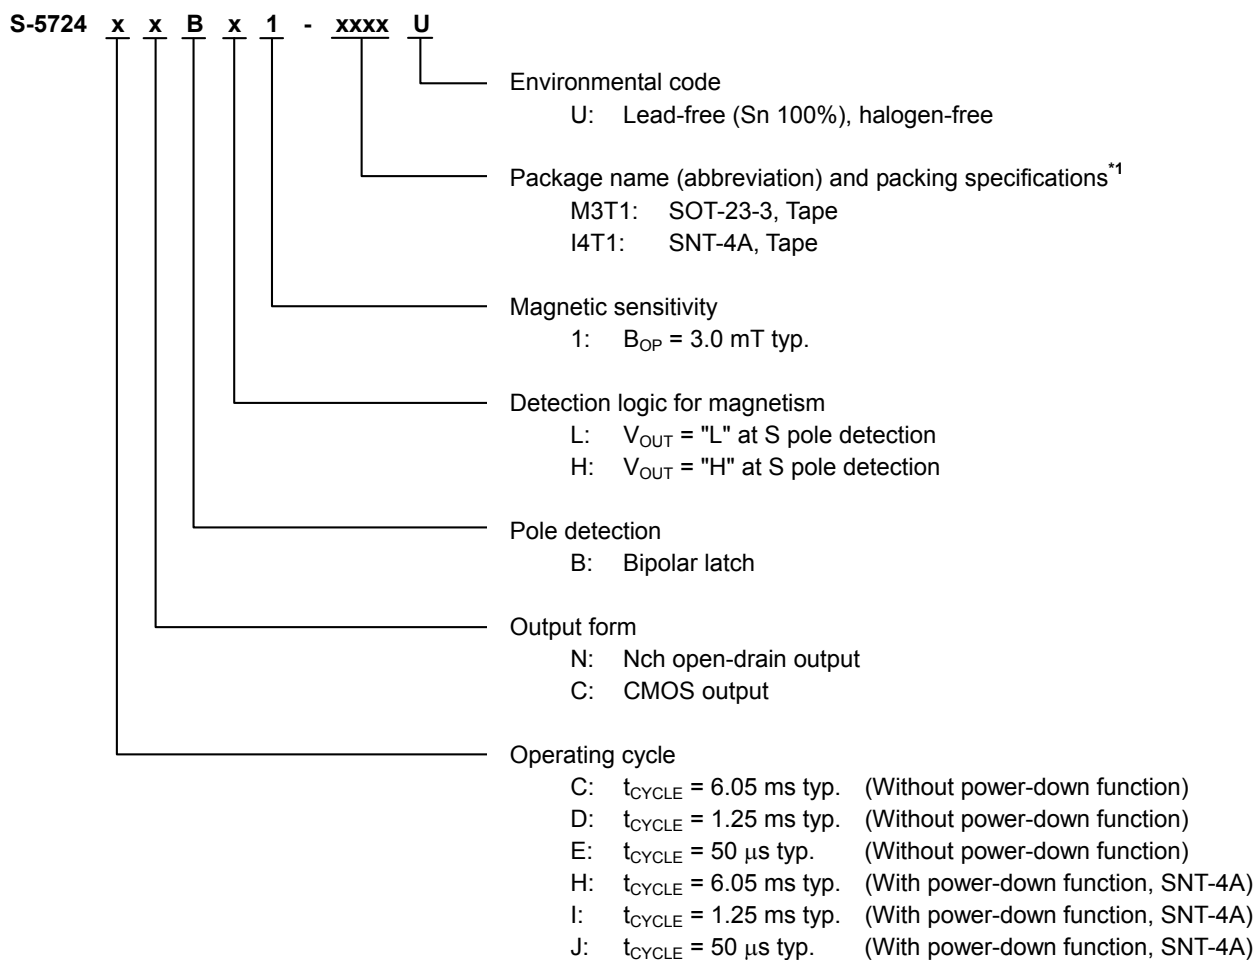 S-5724 x x B x 1 - xxxx U
Environmental code
U: Lead-free (Sn 100%), halogen-free
Package name (abbreviation) and packing specifications*1
M3T1: SOT-23-3, Tape
I4T1: SNT-4A, Tape
Magnetic sensitivity
1: BOP = 3.0 mT typ.
Detection logic for magnetism
L: VOUT = "L" at S pole detection
H: VOUT = "H" at S pole detection
Pole detection
B: Bipolar latch
Output form
N: Nch open-drain output
C: CMOS output
Operating cycle
C: tCYCLE = 6.05 ms typ. (Without power-down function)
D: tCYCLE = 1.25 ms typ. (Without power-down function)
E: tCYCLE = 50 μs typ. (Without power-down function)
H: tCYCLE = 6.05 ms typ. (With power-down function, SNT-4A)
I: tCYCLE = 1.25 ms typ. (With power-down function, SNT-4A)
J: tCYCLE = 50 μs typ. (With power-down function, SNT-4A)